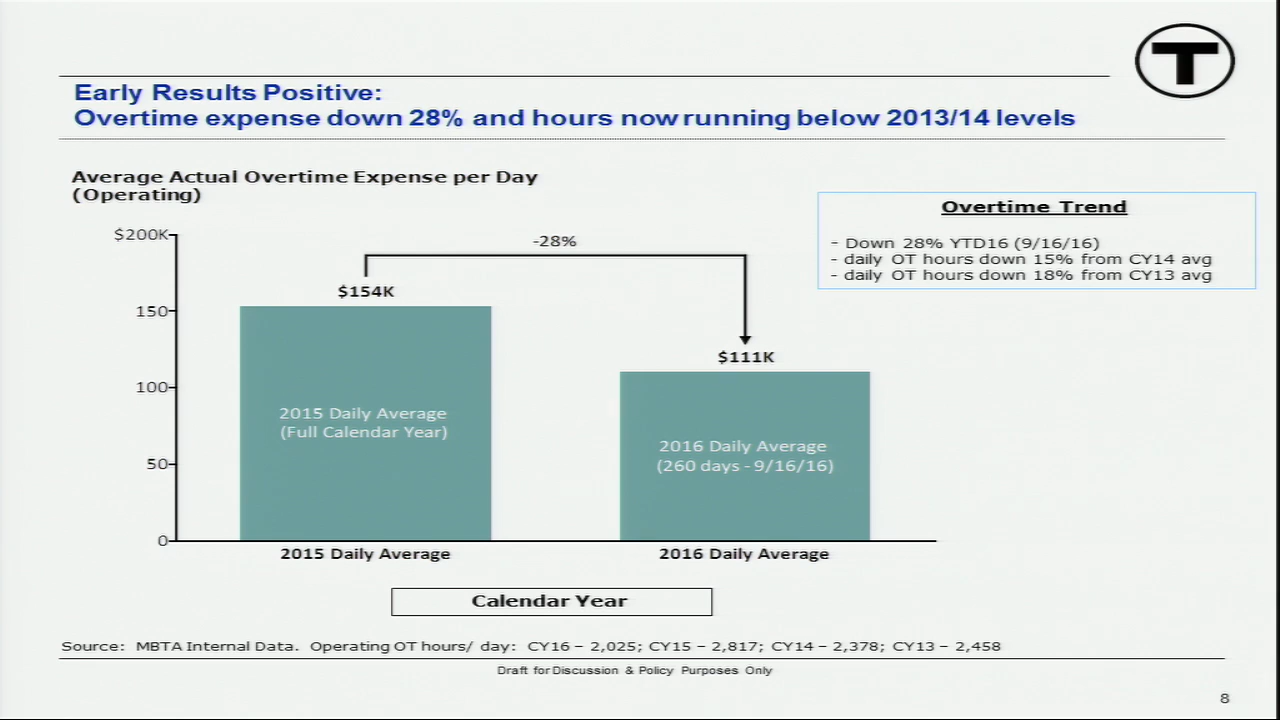 T
Early Results Positive:
Overtime expense down 28% and hours now running below 2013/14 levels
Average Actual Overtime Expense per Day
(Operating)
Overtime Trend
- Down 28% YTD16 (9/16/16)
- daily OT hours down 15% from CY14 avg
- daily OT hours down 18% from CY13 avg
$200K
150
100
50
0
-28%
$154K
$111K
2015 Daily Average
(Full Calendar Year)
2016 Daily Average
(260 days - 9/16/16)
2015 Daily Average
2016 Daily Average
Calendar Year
Source: MBTA Internal Data. Operating OT hours/ day: CY16 – 2,025; CY15 – 2,817; CY14 – 2,378; CY13 – 2,458
Draft for Discussion & Policy Purposes Only
8